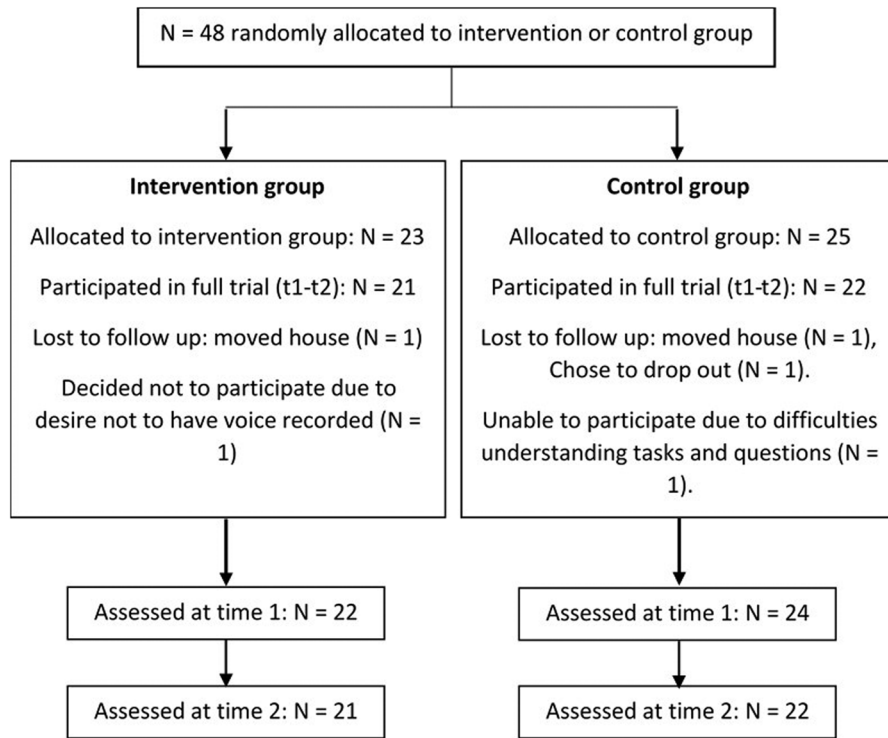 N = 48 randomly allocated to intervention or control group
Intervention group
Allocated to intervention group: N = 23
Participated in full trial (t1-t2): N = 21
Lost to follow up: moved house (N = 1)
Decided not to participate due to
desire not to have voice recorded (N =
1)
Control group
Allocated to control group: N = 25
Participated in full trial (t1-t2): N = 22
Lost to follow up: moved house (N = 1),
Chose to drop out (N = 1).
Unable to participate due to difficulties
understanding tasks and questions (N =
1).
Assessed at time 1: N = 22
Assessed at time 1: N = 24
Assessed at time 2: N = 21
Assessed at time 2: N = 22